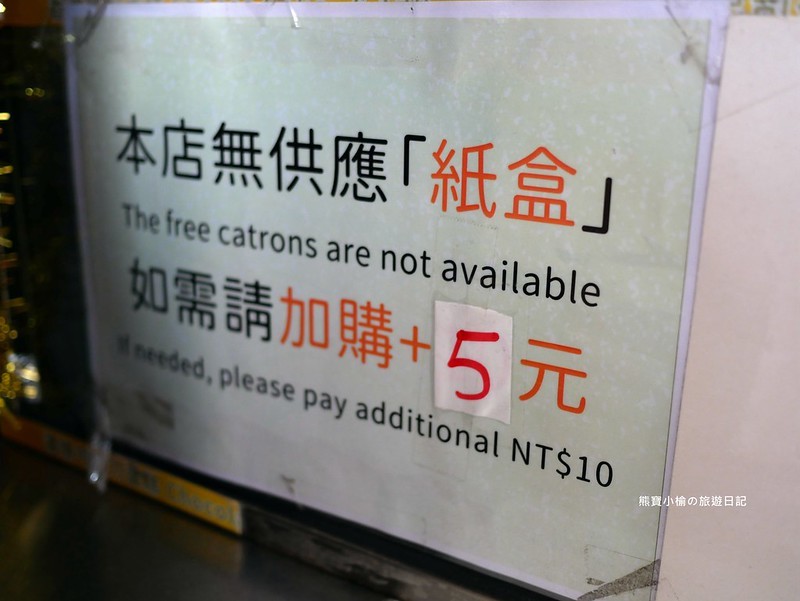 本店無供應「紙盒」
The free catrons are not available
如需請加購+5元
If needed, please pay additional NT$10
熊寶小榆の旅遊日記